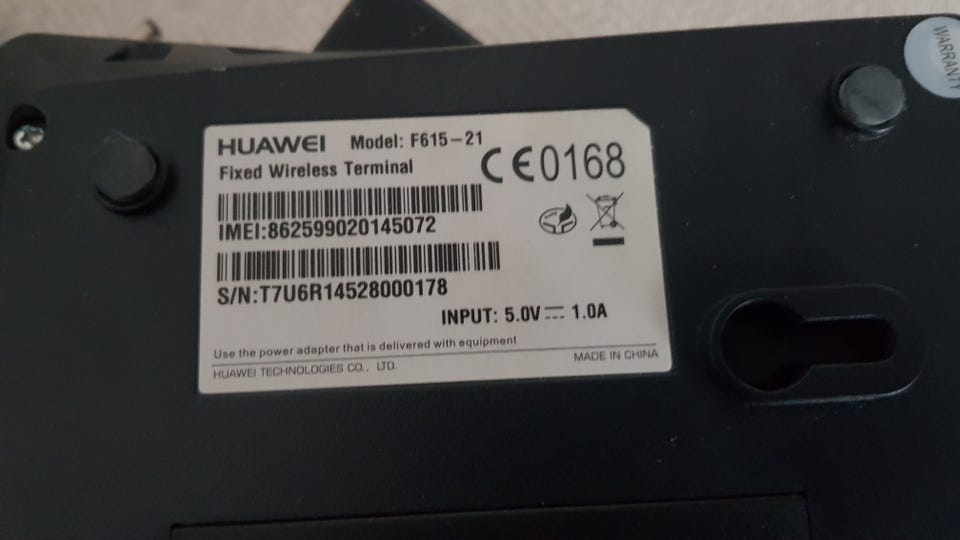 WARRANTY
HUAWEI Model: F615-21
Fixed Wireless Terminal
CE0168
IMEI:862599020145072
S/N:T7U6R14528000178
INPUT: 5.0V⎓1.0A
Use the power adapter that is delivered with equipment
HUAWEI TECHNOLOGIES CO., LTD.
MADE IN CHINA